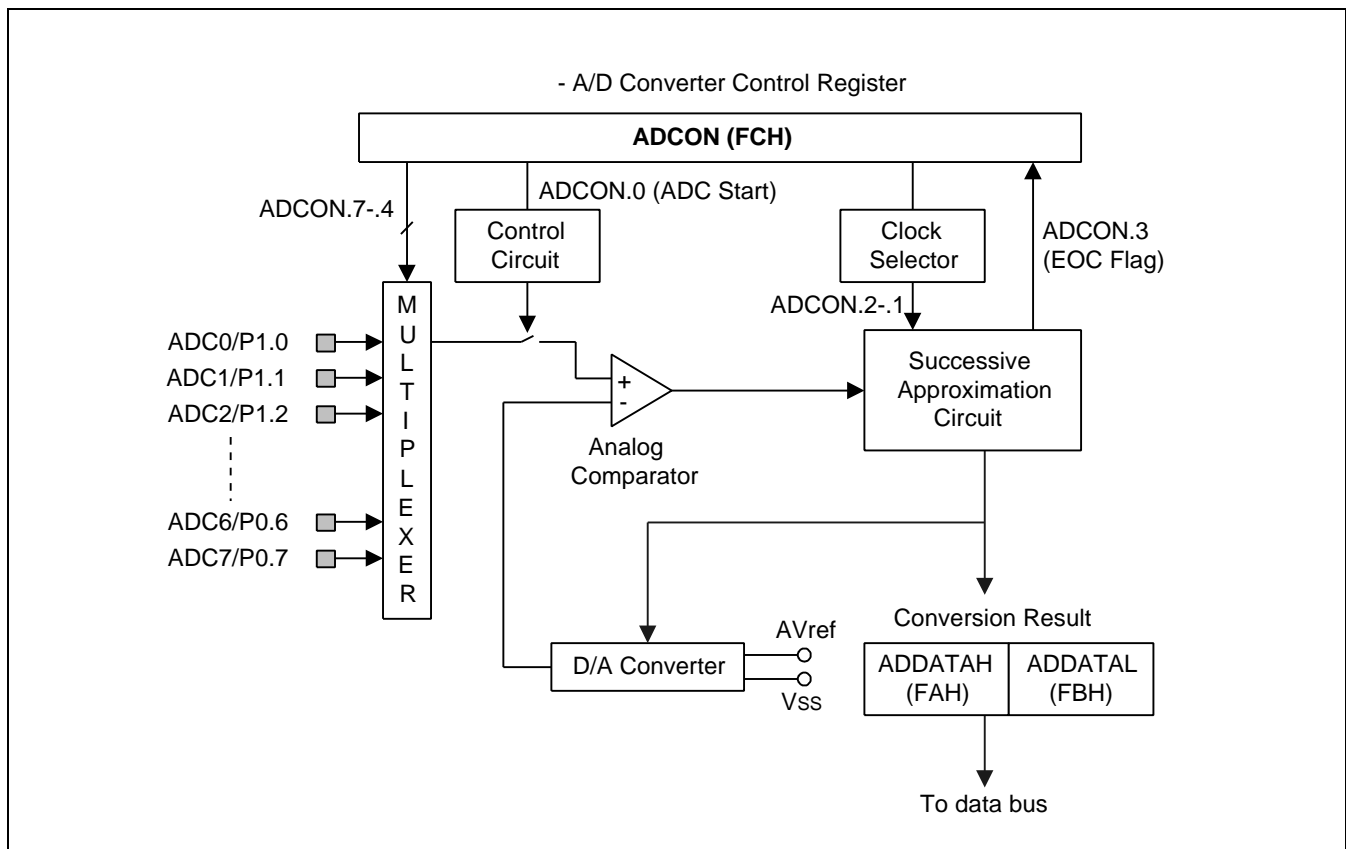 - A/D Converter Control Register
ADCON (FCH)
ADCON.0 (ADC Start)
ADCON.7-.4
Control
Circuit
Clock
Selector
ADCON.3
(EOC Flag)
ADCON.2-.1
MULTIPLEXER
ADC0/P1.0
ADC1/P1.1
ADC2/P1.2
ADC6/P0.6
ADC7/P0.7
+
-
Analog
Comparator
Successive
Approximation
Circuit
Conversion Result
AVref
D/A Converter
VSS
ADDATAH
(FAH)
ADDATAL
(FBH)
To data bus